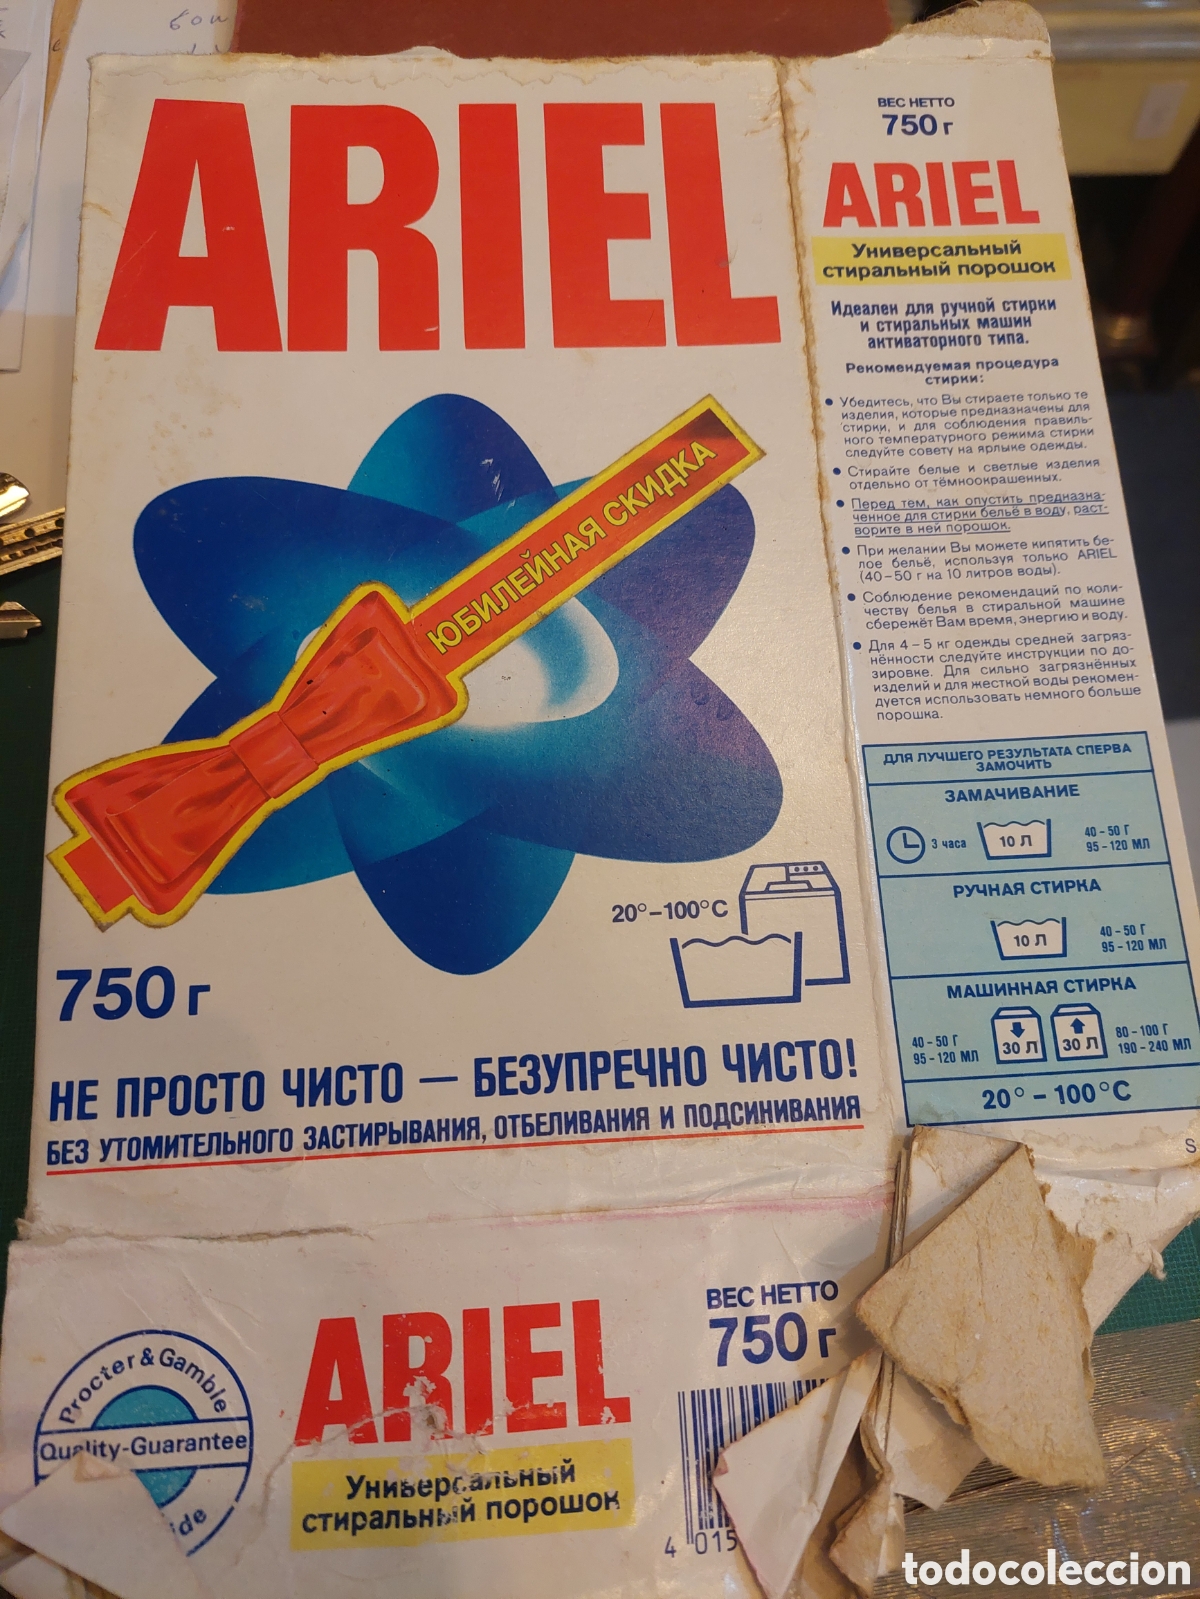 ARIEL
ЮБИЛЕЙНАЯ СКИДКА
20°–100°C
750 г
НЕ ПРОСТО ЧИСТО — БЕЗУПРЕЧНО ЧИСТО!
БЕЗ УТОМИТЕЛЬНОГО ЗАСТИРЫВАНИЯ, ОТБЕЛИВАНИЯ И ПОДСИНИВАНИЯ
ВЕС НЕТТО
750 г
ARIEL
Универсальный
стиральный порошок
Идеален для ручной стирки
и стиральных машин
активаторного типа.
Рекомендуемая процедура
стирки:
• Убедитесь, что Вы стираете только те
изделия, которые предназначены для
стирки, и для соблюдения правиль-
ного температурного режима стирки
следуйте совету на ярлыке одежды.
• Стирайте белые и светлые изделия
отдельно от тёмноокрашенных.
• Перед тем, как опустить предназна-
ченное для стирки бельё в воду, раст-
ворите в ней порошок.
• При желании Вы можете кипятить бе-
лое бельё, используя только ARIEL
(40–50 г на 10 литров воды).
• Соблюдение рекомендаций по коли-
честву белья в стиральной машине
сбережёт Вам время, энергию и воду.
• Для 4 – 5 кг одежды средней загряз-
нённости следуйте инструкции по до-
зировке. Для сильно загрязнённых
изделий и для жесткой воды рекомен-
дуется использовать немного больше
порошка.
ДЛЯ ЛУЧШЕГО РЕЗУЛЬТАТА СПЕРВА
ЗАМОЧИТЬ
ЗАМАЧИВАНИЕ
3 часа
10 Л
40 - 50 Г
95 - 120 МЛ
РУЧНАЯ СТИРКА
10 Л
40 - 50 Г
95 - 120 МЛ
МАШИННАЯ СТИРКА
40 - 50 Г
95 - 120 МЛ
30 Л
30 Л
80 - 100 Г
190 - 240 МЛ
20° – 100°C
S
Procter & Gamble
Quality-Guarantee
ARIEL
Универсальный
стиральный порошок
ВЕС НЕТТО
750 г
4 015
todocoleccion